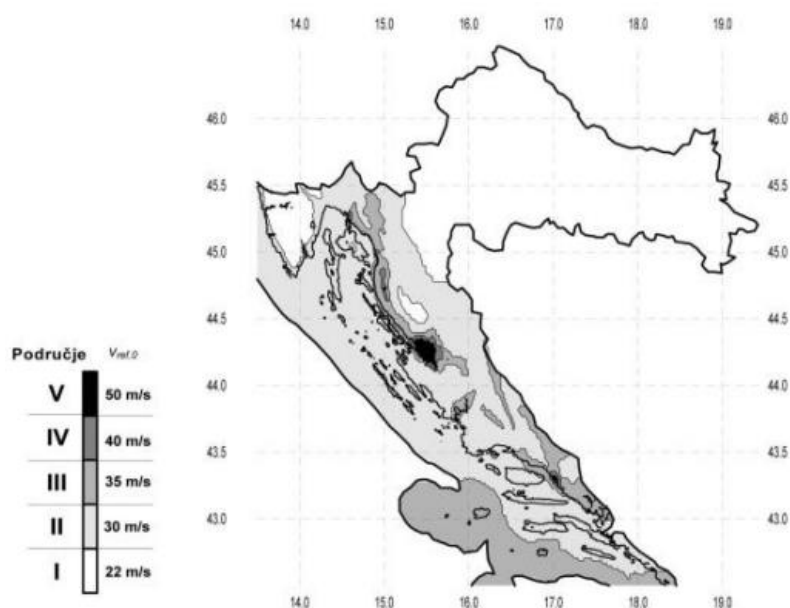 14.0 15.0 16.0 17.0 18.0 19.0
46.0 46.0
45.5 45.5
45.0 45.0
44.5 44.5
44.0 44.0
43.5 43.5
43.0 43.0
14.0 15.0 16.0 17.0 18.0 19.0
Područje Vref.0
V 50 m/s
IV 40 m/s
III 35 m/s
II 30 m/s
I 22 m/s